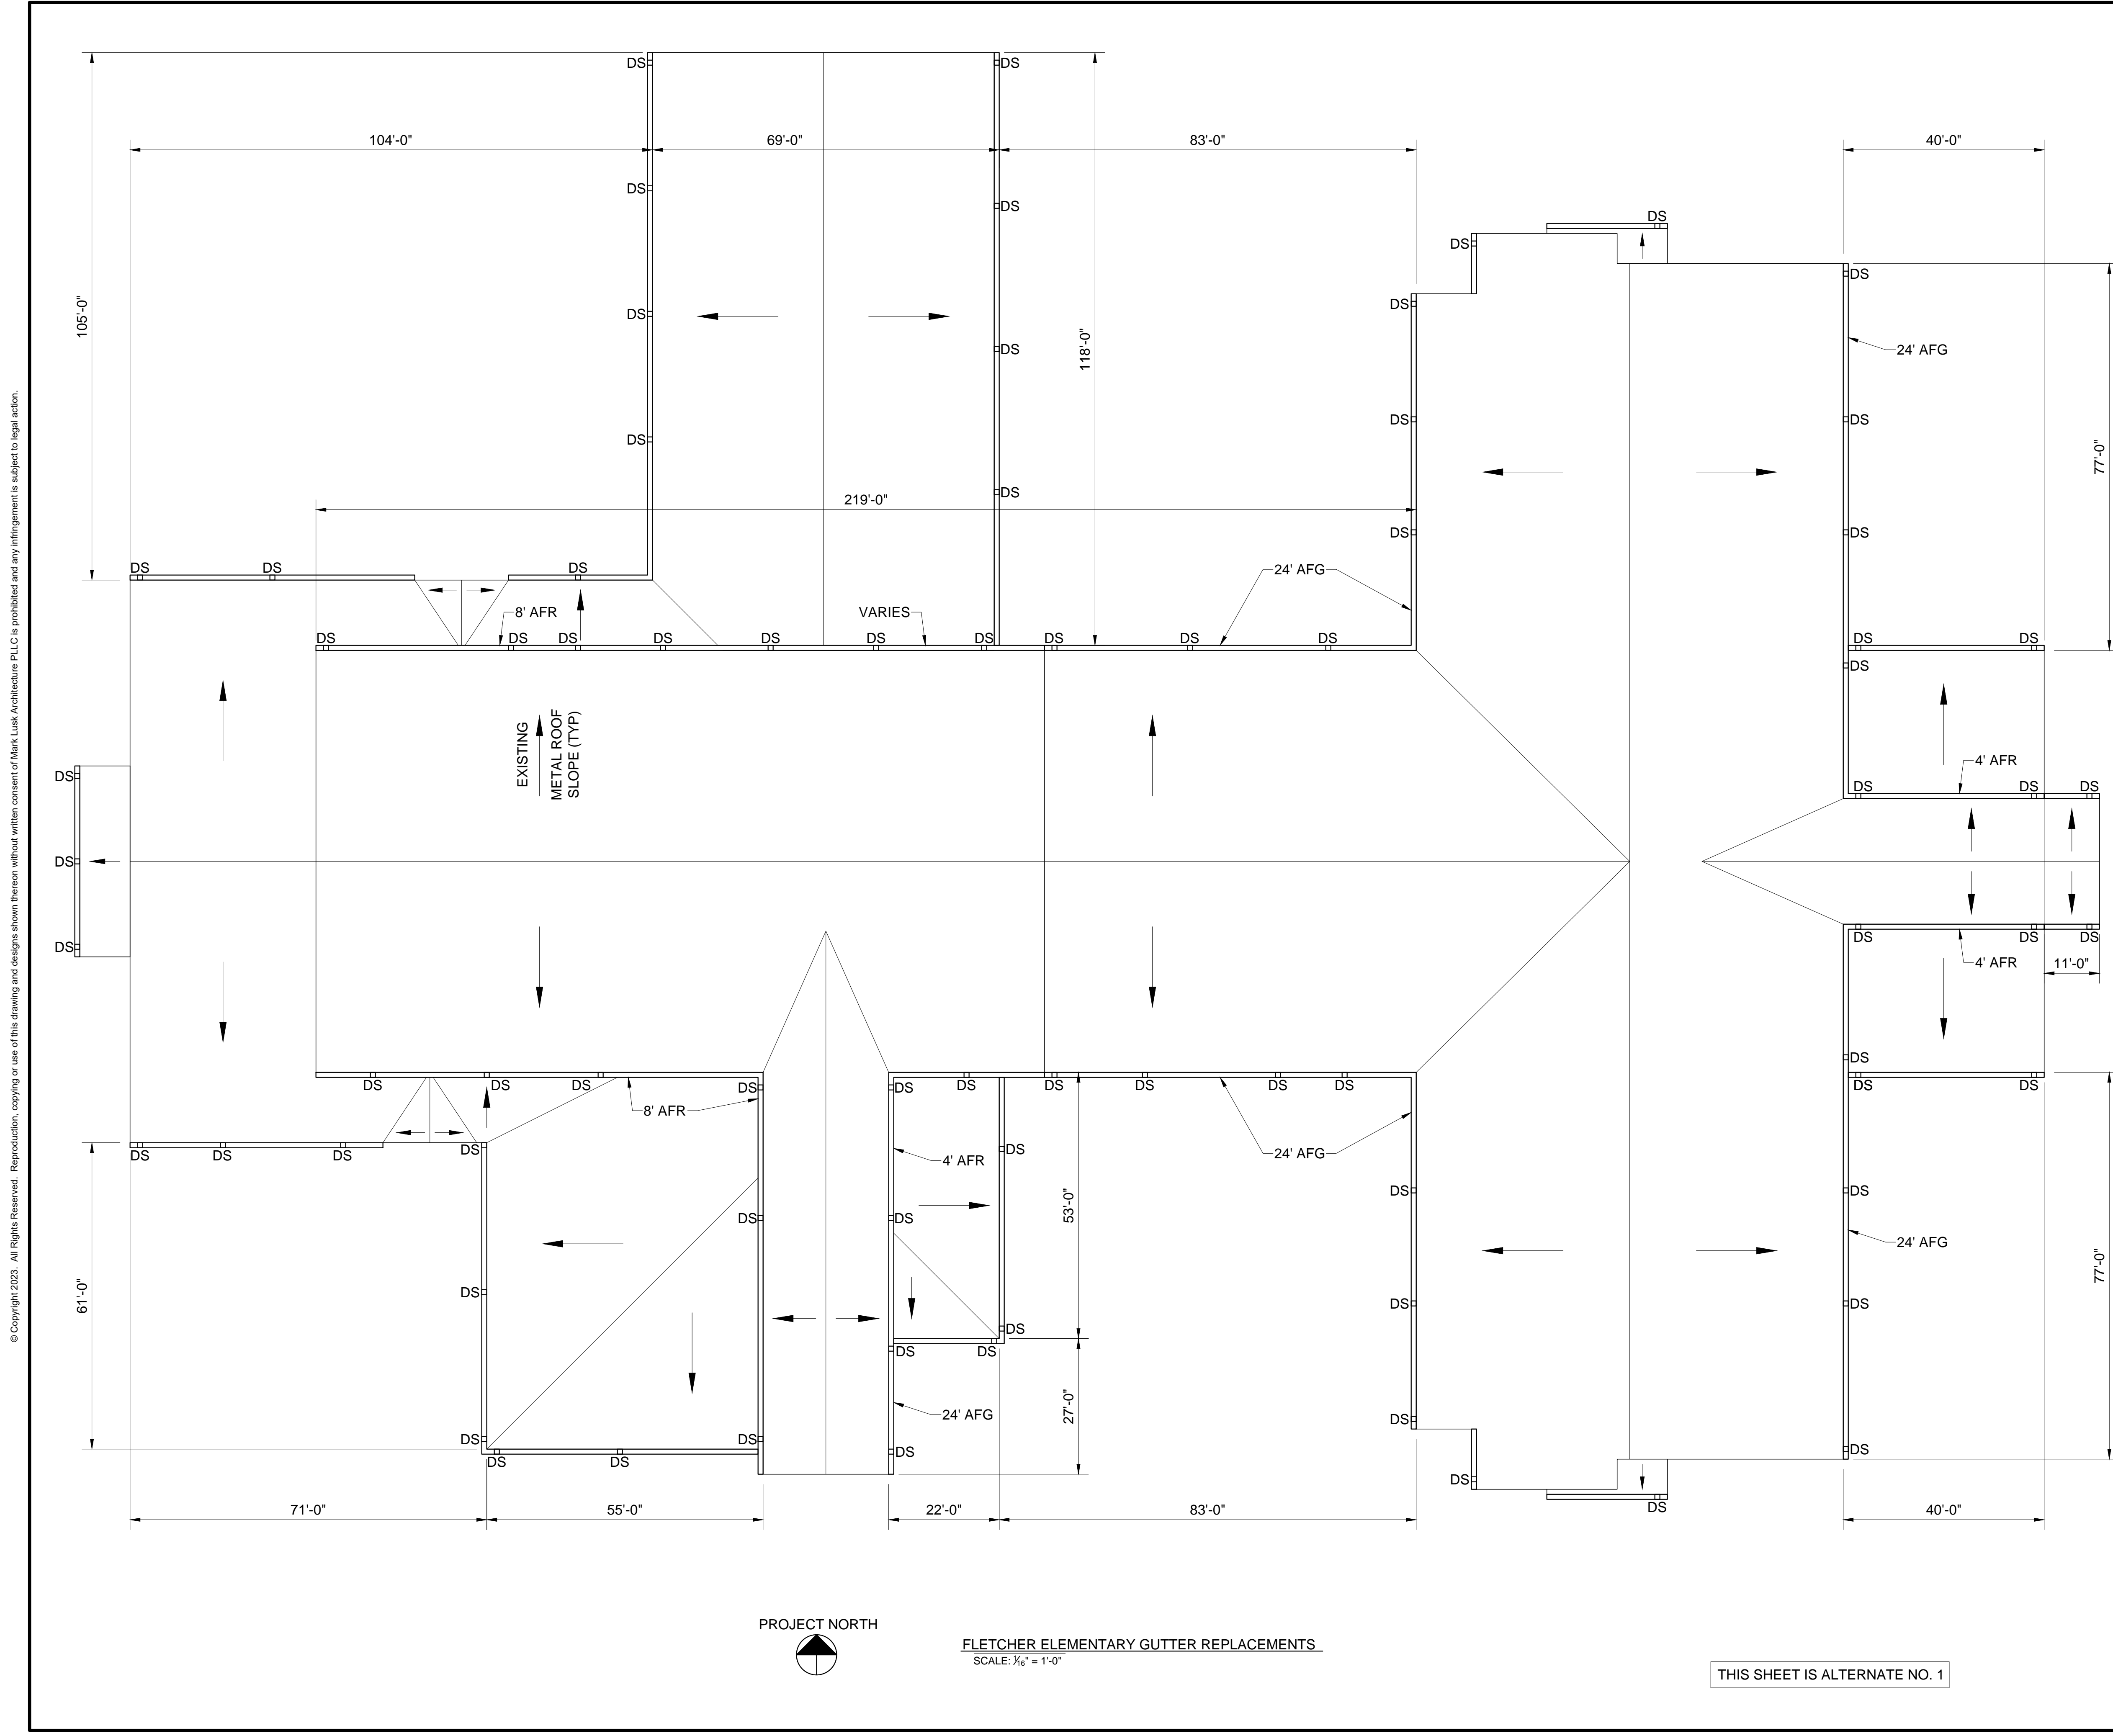 DS DS
104'-0" 69'-0" 83'-0" 40'-0"
DS DS
DS
DS
DS
DS
105'-0"
DS DS DS
118'-0"
DS
24' AFG
DS DS DS
77'-0"
219'-0"
DS
DS DS
DS DS DS
24' AFG
8' AFR
VARIES
DS DS DS DS DS DS DS DS DS DS
DS DS
DS
EXISTING
METAL ROOF
SLOPE (TYP)
4' AFR
DS
DS DS DS
DS
DS DS DS
DS
4' AFR
11'-0"
DS
DS DS DS
DS DS
DS DS DS DS DS
DS DS
8' AFR
DS DS DS
DS
DS
4' AFR
24' AFG
53'-0"
DS DS
DS DS
24' AFG
77'-0"
61'-0"
DS
DS DS
DS
DS DS
27'-0"
24' AFG
DS
DS DS
DS DS
DS
DS
DS
DS
71'-0" 55'-0" 22'-0" 83'-0" 40'-0"
PROJECT NORTH
FLETCHER ELEMENTARY GUTTER REPLACEMENTS
SCALE: 1/16" = 1'-0"
THIS SHEET IS ALTERNATE NO. 1
© Copyright 2023. All Rights Reserved. Reproduction, copying or use of this drawing and designs shown thereon without written consent of Mark Lusk Architecture PLLC is prohibited and any infringement is subject to legal action.